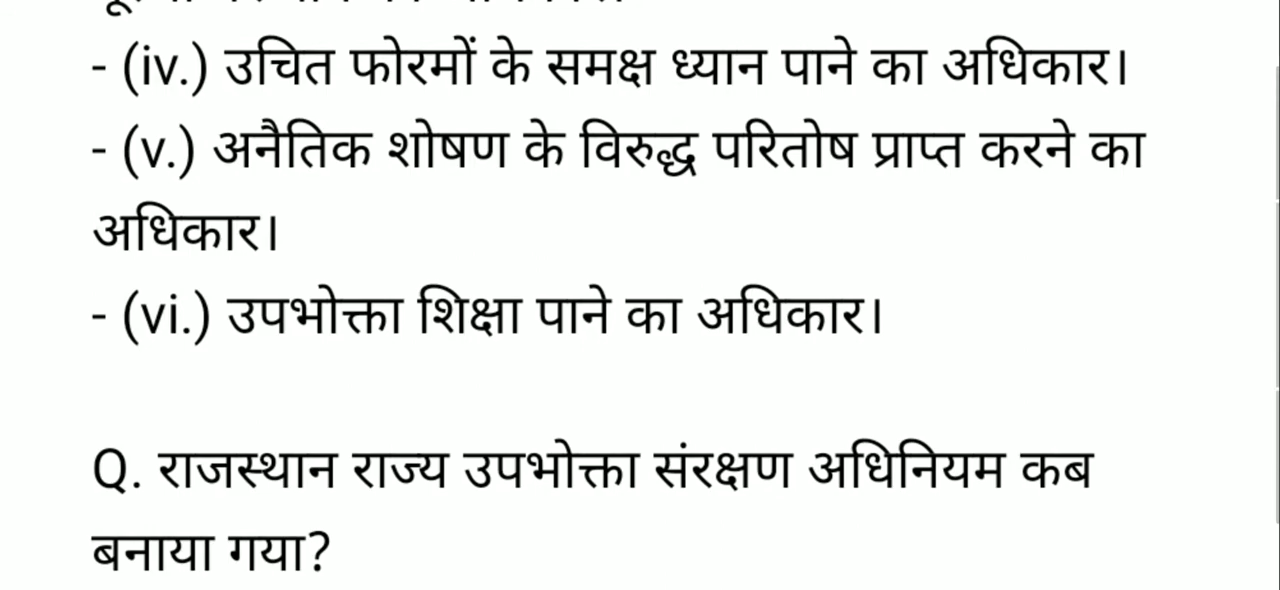 - (iv.) उचित फोरमों के समक्ष ध्यान पाने का अधिकार।
- (v.) अनैतिक शोषण के विरुद्ध परितोष प्राप्त करने का
अधिकार।
- (vi.) उपभोक्ता शिक्षा पाने का अधिकार।
Q. राजस्थान राज्य उपभोक्ता संरक्षण अधिनियम कब
बनाया गया?